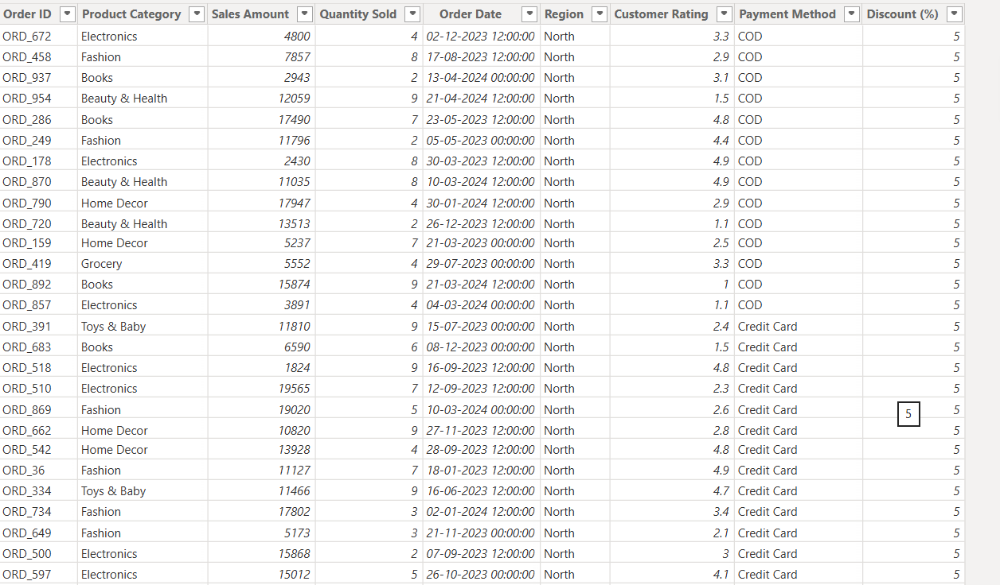 Order ID Product Category Sales Amount Quantity Sold Order Date Region Customer Rating Payment Method Discount (%)
ORD_672 Electronics 4800 4 02-12-2023 12:00:00 North 3.3 COD 5
ORD_458 Fashion 7857 8 17-08-2023 12:00:00 North 2.9 COD 5
ORD_937 Books 2943 2 13-04-2024 00:00:00 North 3.1 COD 5
ORD_954 Beauty & Health 12059 9 21-04-2024 12:00:00 North 1.5 COD 5
ORD_286 Books 17490 7 23-05-2023 12:00:00 North 4.8 COD 5
ORD_249 Fashion 11796 2 05-05-2023 00:00:00 North 4.4 COD 5
ORD_178 Electronics 2430 8 30-03-2023 12:00:00 North 4.9 COD 5
ORD_870 Beauty & Health 11035 8 10-03-2024 12:00:00 North 4.9 COD 5
ORD_790 Home Decor 17947 4 30-01-2024 12:00:00 North 2.9 COD 5
ORD_720 Beauty & Health 13513 2 26-12-2023 12:00:00 North 1.1 COD 5
ORD_159 Home Decor 5237 7 21-03-2023 00:00:00 North 2.5 COD 5
ORD_419 Grocery 5552 4 29-07-2023 00:00:00 North 3.3 COD 5
ORD_892 Books 15874 9 21-03-2024 12:00:00 North 1 COD 5
ORD_857 Electronics 3891 4 04-03-2024 00:00:00 North 1.1 COD 5
ORD_391 Toys & Baby 11810 9 15-07-2023 00:00:00 North 2.4 Credit Card 5
ORD_683 Books 6590 6 08-12-2023 00:00:00 North 1.5 Credit Card 5
ORD_518 Electronics 1824 9 16-09-2023 12:00:00 North 4.8 Credit Card 5
ORD_510 Electronics 19565 7 12-09-2023 12:00:00 North 2.3 Credit Card 5
ORD_869 Fashion 19020 5 10-03-2024 00:00:00 North 2.6 Credit Card 5
5
ORD_662 Home Decor 10820 9 27-11-2023 12:00:00 North 2.8 Credit Card 5
ORD_542 Home Decor 13928 4 28-09-2023 12:00:00 North 4.8 Credit Card 5
ORD_36 Fashion 11127 7 18-01-2023 12:00:00 North 4.9 Credit Card 5
ORD_334 Toys & Baby 11466 9 16-06-2023 12:00:00 North 4.7 Credit Card 5
ORD_734 Fashion 17802 3 02-01-2024 12:00:00 North 3.4 Credit Card 5
ORD_649 Fashion 5173 3 21-11-2023 00:00:00 North 2.1 Credit Card 5
ORD_500 Electronics 15868 2 07-09-2023 12:00:00 North 3 Credit Card 5
ORD_597 Electronics 15012 5 26-10-2023 00:00:00 North 4.1 Credit Card 5